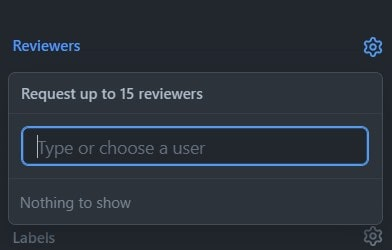 Reviewers
Request up to 15 reviewers
Type or choose a user
Nothing to show
Labels